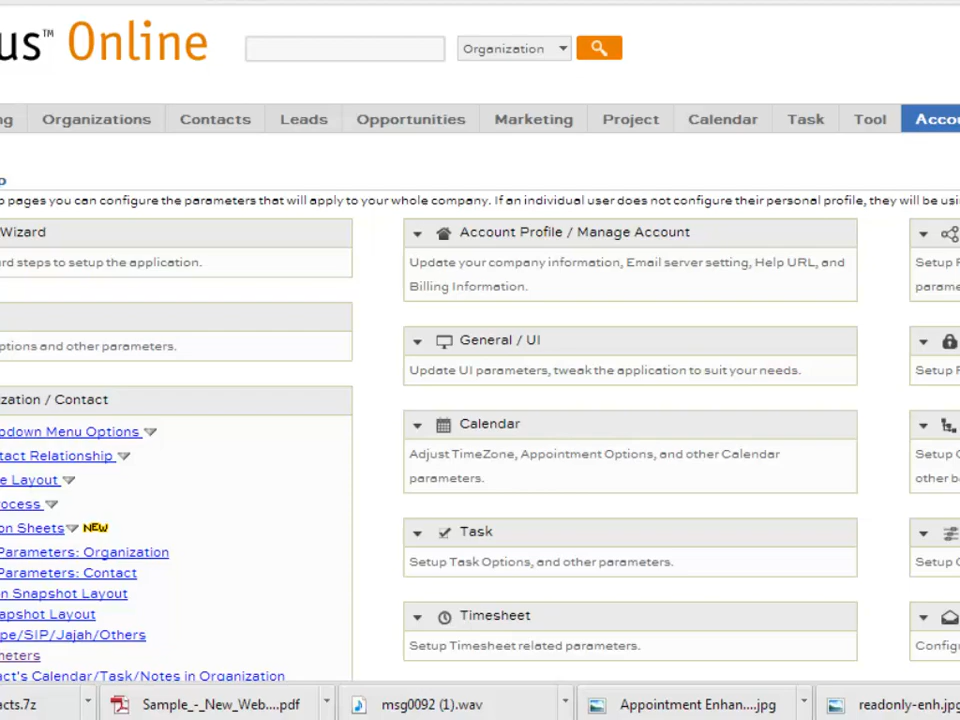 us™ Online
Organization
ng Organizations Contacts Leads Opportunities Marketing Project Calendar Task Tool Accou
p
p pages you can configure the parameters that will apply to your whole company. If an individual user does not configure their personal profile, they will be usi
Wizard
rd steps to setup the application.
ptions and other parameters.
zation / Contact
pdown Menu Options
tact Relationship
e Layout
ocess
on Sheets NEW
Parameters: Organization
Parameters: Contact
n Snapshot Layout
apshot Layout
pe/SIP/Jajah/Others
meters
act's Calendar/Task/Notes in Organization
Account Profile / Manage Account
Update your company information, Email server setting, Help URL, and
Billing Information.
General / UI
Update UI parameters, tweak the application to suit your needs.
Calendar
Adjust TimeZone, Appointment Options, and other Calendar
parameters.
Task
Setup Task Options, and other parameters.
Timesheet
Setup Timesheet related parameters.
Setup F
parame
Setup F
Setup C
other b
Setup C
Config
acts.7z Sample_-_New_Web....pdf msg0092 (1).wav Appointment Enhan....jpg readonly-enh.jpg